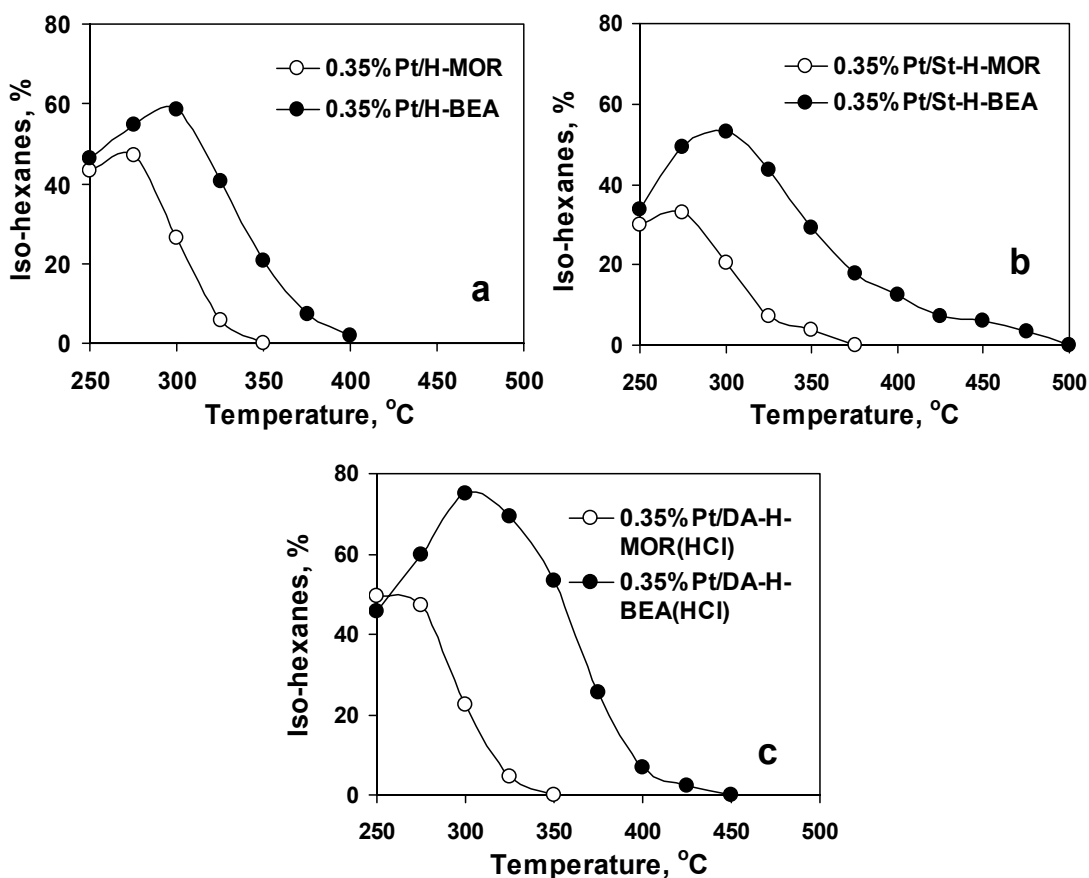 80
60
40
20
0
Iso-hexanes, %
0.35% Pt/H-MOR
0.35% Pt/H-BEA
a
250 300 350 400 450 500
Temperature, °C
80
60
40
20
0
Iso-hexanes, %
0.35% Pt/St-H-MOR
0.35% Pt/St-H-BEA
b
250 300 350 400 450 500
Temperature, °C
80
60
40
20
0
Iso-hexanes, %
0.35% Pt/DA-H-
MOR(HCl)
0.35% Pt/DA-H-
BEA(HCl)
c
250 300 350 400 450 500
Temperature, °C